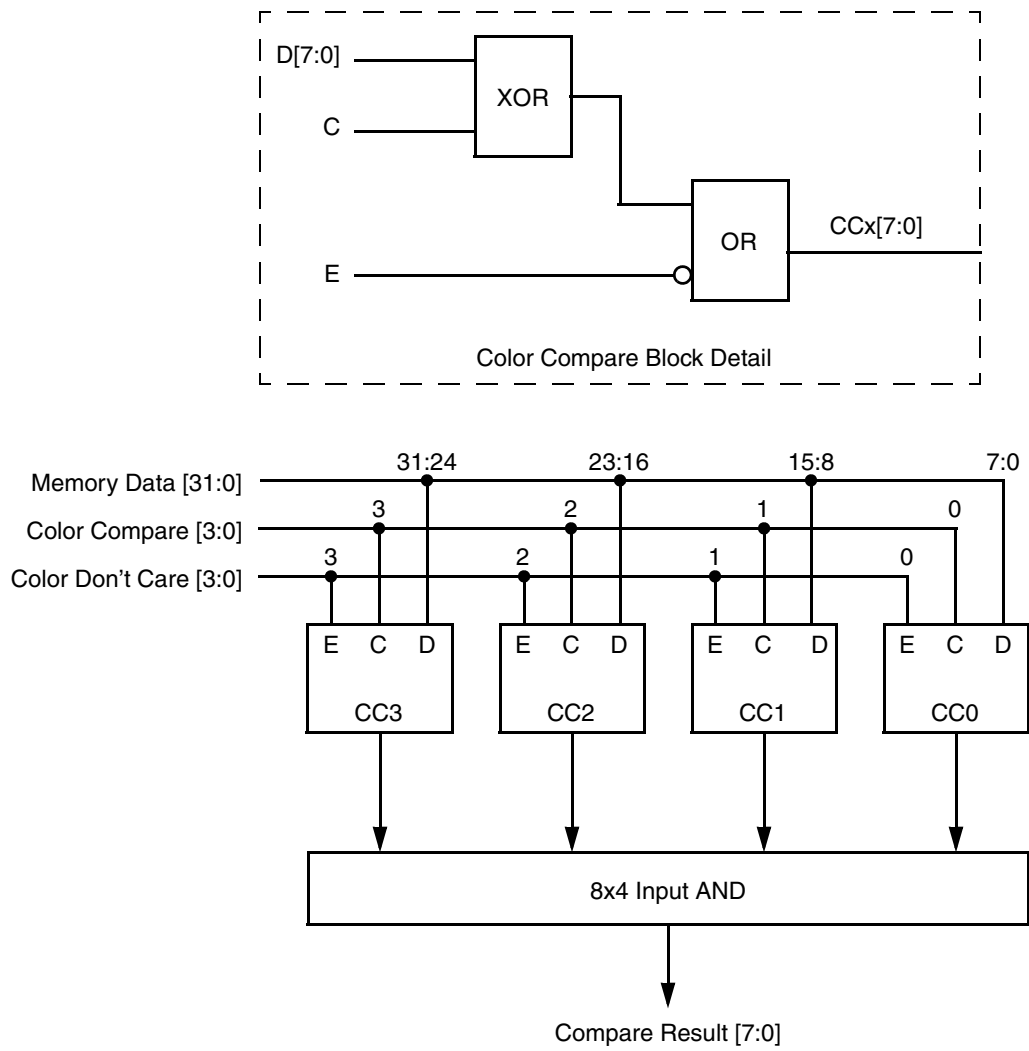 D[7:0]
XOR
C
CCx[7:0]
OR
E
Color Compare Block Detail
31:24 23:16 15:8 7:0
Memory Data [31:0]
3 2 1 0
Color Compare [3:0]
3 2 1 0
Color Don't Care [3:0]
E C D E C D E C D E C D
CC3 CC2 CC1 CC0
8x4 Input AND
Compare Result [7:0]